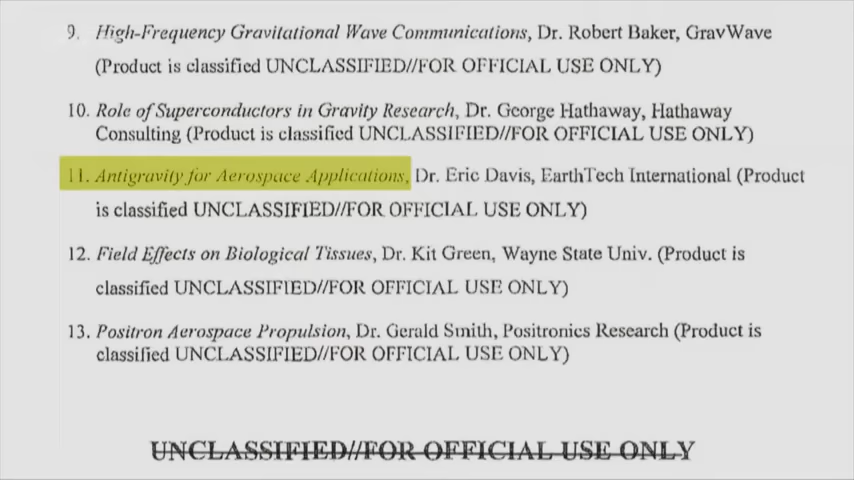 9. High-Frequency Gravitational Wave Communications, Dr. Robert Baker, GravWave
(Product is classified UNCLASSIFIED//FOR OFFICIAL USE ONLY)
10. Role of Superconductors in Gravity Research, Dr. George Hathaway, Hathaway
Consulting (Product is classified UNCLASSIFIED//FOR OFFICIAL USE ONLY)
11. Antigravity for Aerospace Applications, Dr. Eric Davis, EarthTech International (Product
is classified UNCLASSIFIED//FOR OFFICIAL USE ONLY)
12. Field Effects on Biological Tissues, Dr. Kit Green, Wayne State Univ. (Product is
classified UNCLASSIFIED//FOR OFFICIAL USE ONLY)
13. Positron Aerospace Propulsion, Dr. Gerald Smith, Positronics Research (Product is
classified UNCLASSIFIED//FOR OFFICIAL USE ONLY)
UNCLASSIFIED//FOR OFFICIAL USE ONLY